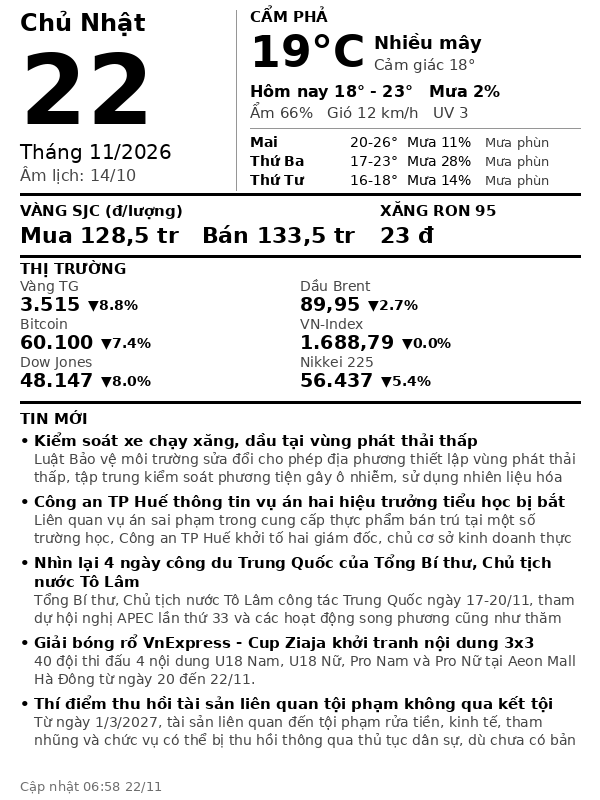 Chủ Nhật
22
Tháng 11/2026
Âm lịch: 14/10
CẨM PHẢ
19°C Nhiều mây
Cảm giác 18°
Hôm nay 18° - 23° Mưa 2%
Ẩm 66% Gió 12 km/h UV 3
Mai 20-26° Mưa 11% Mưa phùn
Thứ Ba 17-23° Mưa 28% Mưa phùn
Thứ Tư 16-18° Mưa 14% Mưa phùn
VÀNG SJC (đ/lượng)
Mua 128,5 tr Bán 133,5 tr
XĂNG RON 95
23 đ
THỊ TRƯỜNG
Vàng TG
3.515 ▼8.8%
Dầu Brent
89,95 ▼2.7%
Bitcoin
60.100 ▼7.4%
VN-Index
1.688,79 ▼0.0%
Dow Jones
48.147 ▼8.0%
Nikkei 225
56.437 ▼5.4%
TIN MỚI
• Kiểm soát xe chạy xăng, dầu tại vùng phát thải thấp
Luật Bảo vệ môi trường sửa đổi cho phép địa phương thiết lập vùng phát thải
thấp, tập trung kiểm soát phương tiện gây ô nhiễm, sử dụng nhiên liệu hóa
• Công an TP Huế thông tin vụ án hai hiệu trưởng tiểu học bị bắt
Liên quan vụ án sai phạm trong cung cấp thực phẩm bán trú tại một số
trường học, Công an TP Huế khởi tố hai giám đốc, chủ cơ sở kinh doanh thực
• Nhìn lại 4 ngày công du Trung Quốc của Tổng Bí thư, Chủ tịch
nước Tô Lâm
Tổng Bí thư, Chủ tịch nước Tô Lâm công tác Trung Quốc ngày 17-20/11, tham
dự hội nghị APEC lần thứ 33 và các hoạt động song phương cũng như thăm
• Giải bóng rổ VnExpress - Cup Ziaja khởi tranh nội dung 3x3
40 đội thi đấu 4 nội dung U18 Nam, U18 Nữ, Pro Nam và Pro Nữ tại Aeon Mall
Hà Đông từ ngày 20 đến 22/11.
• Thí điểm thu hồi tài sản liên quan tội phạm không qua kết tội
Từ ngày 1/3/2027, tài sản liên quan đến tội phạm rửa tiền, kinh tế, tham
nhũng và chức vụ có thể bị thu hồi thông qua thủ tục dân sự, dù chưa có bản
Cập nhật 06:58 22/11